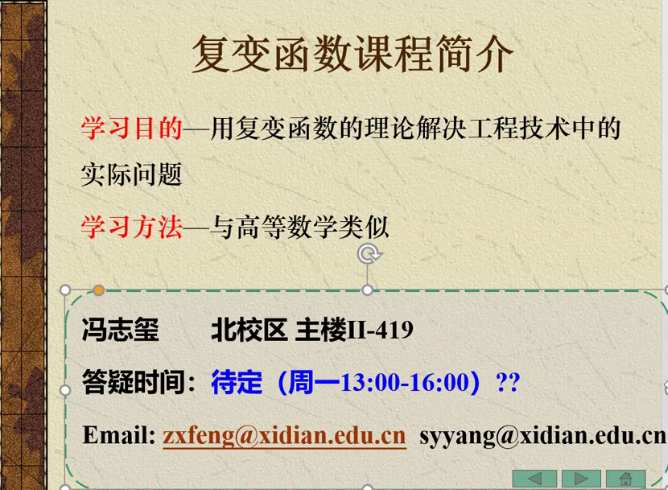 复变函数课程简介
学习目的—用复变函数的理论解决工程技术中的
实际问题
学习方法—与高等数学类似
冯志玺 北校区 主楼II-419
答疑时间：待定（周一13:00-16:00）??
Email: zxfeng@xidian.edu.cn syyang@xidian.edu.cn